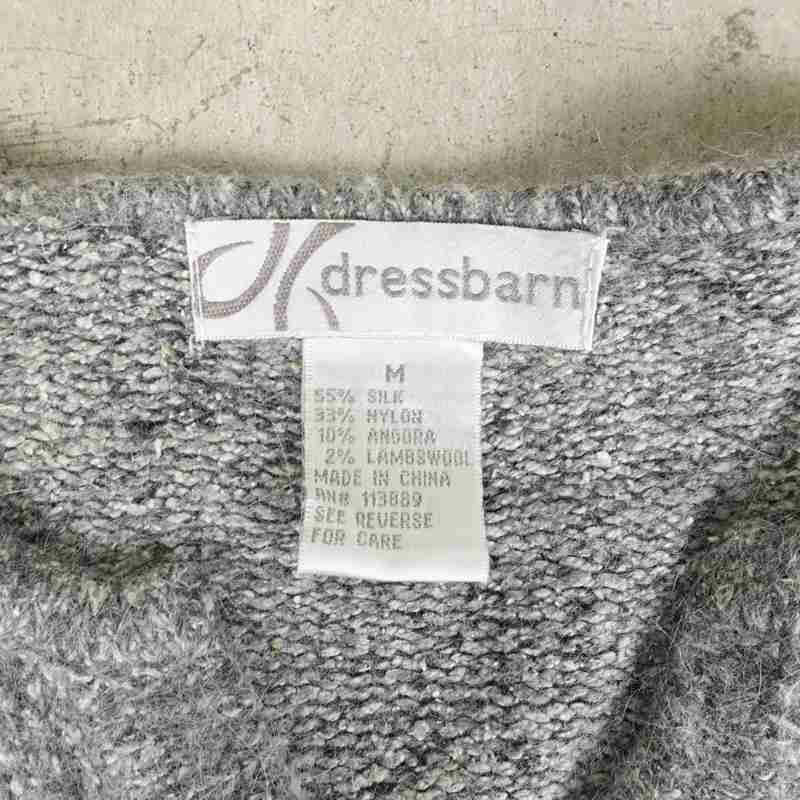 dressbarn
M
55% SILK
33% NYLON
10% ANGORA
2% LAMBSWOOL
MADE IN CHINA
RN# 113889
SEE REVERSE
FOR CARE